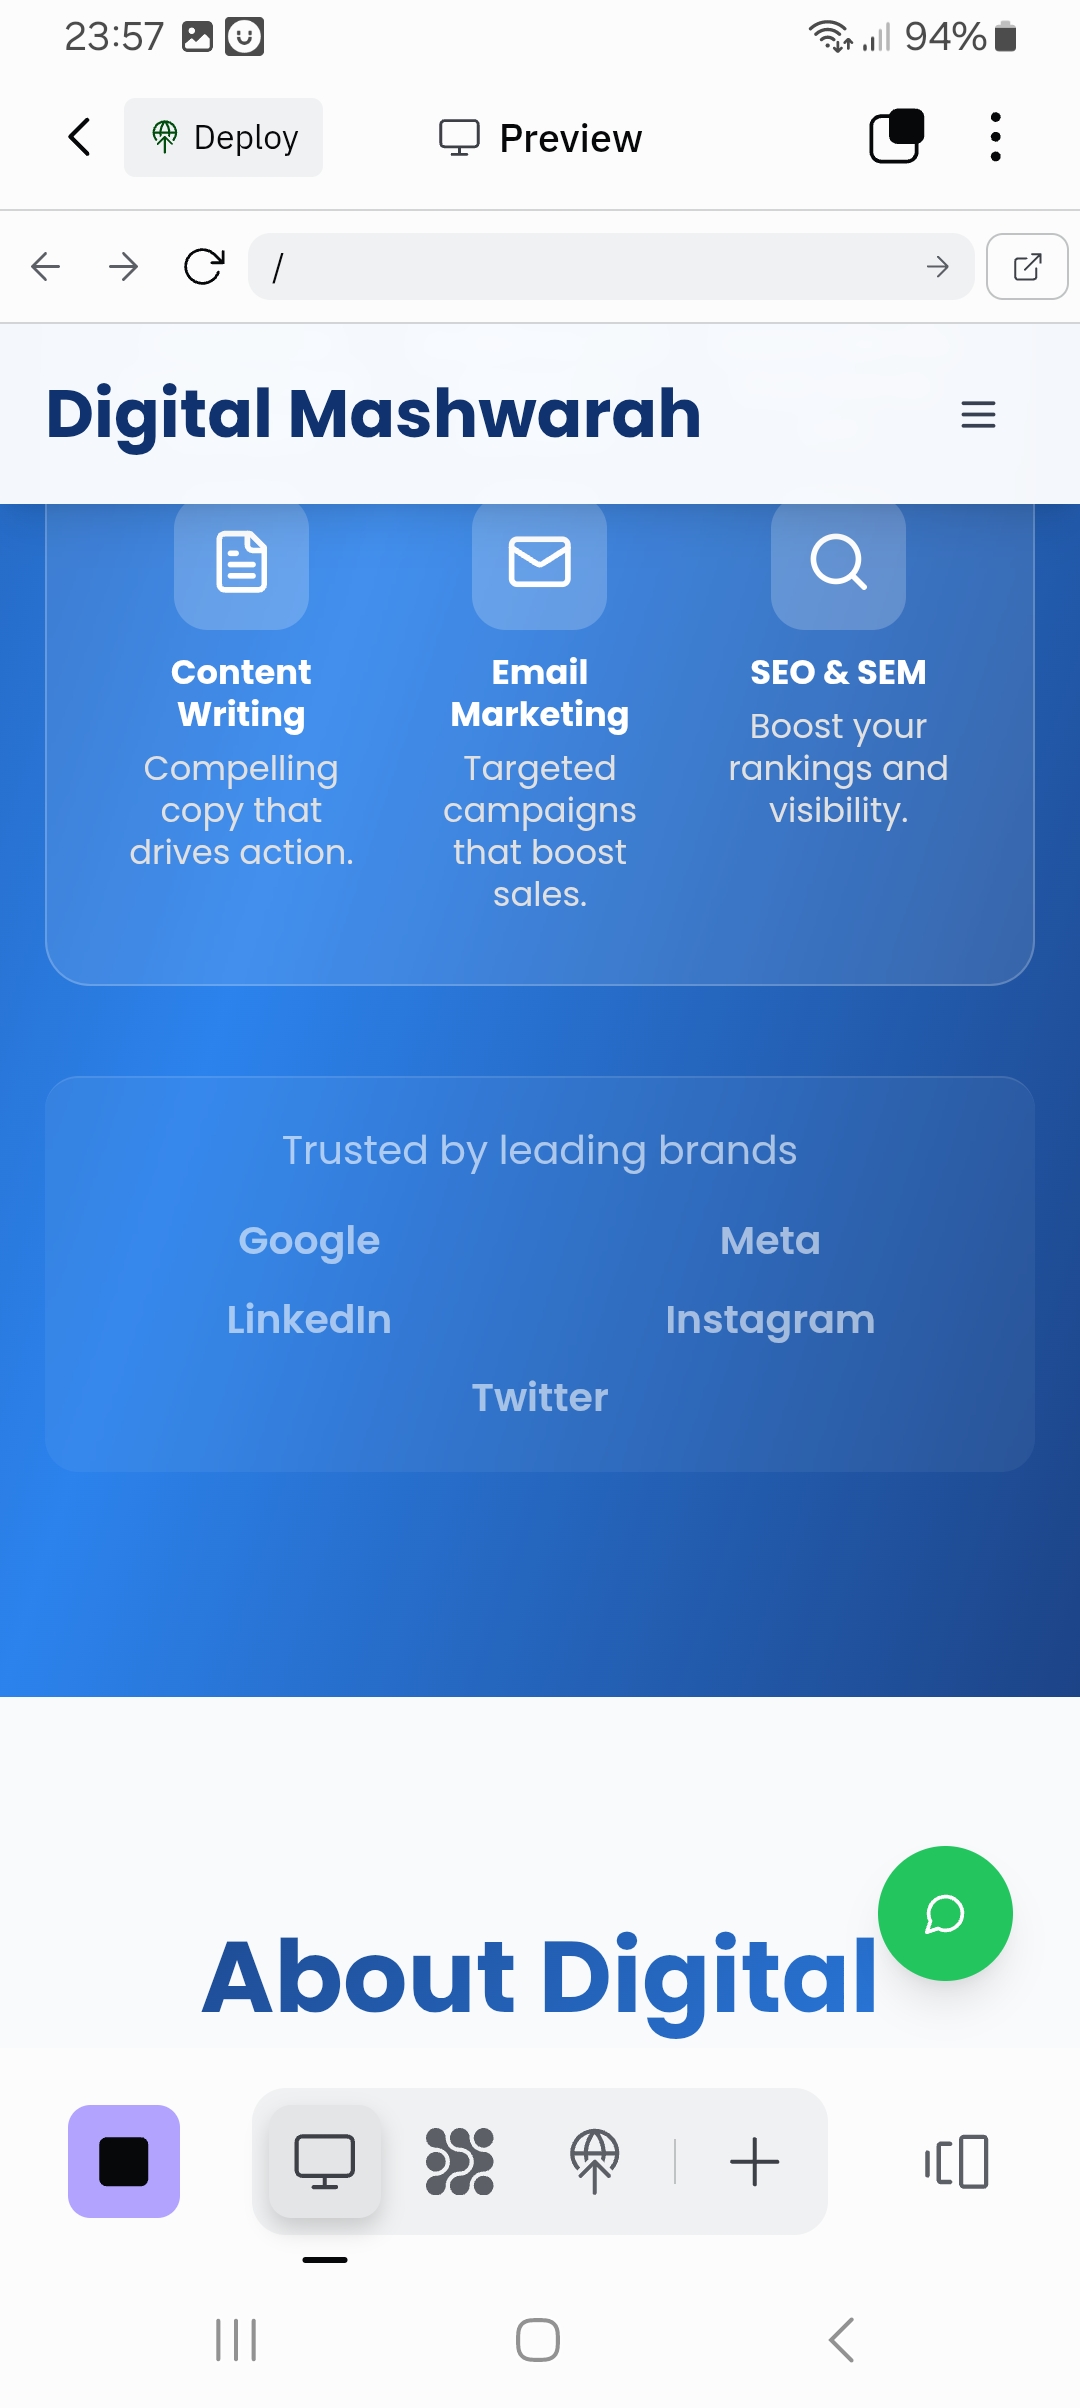 23:57
94%
Deploy
Preview
/
Digital Mashwarah
Content
Writing
Compelling
copy that
drives action.
Email
Marketing
Targeted
campaigns
that boost
sales.
SEO & SEM
Boost your
rankings and
visibility.
Trusted by leading brands
Google
Meta
LinkedIn
Instagram
Twitter
About Digital